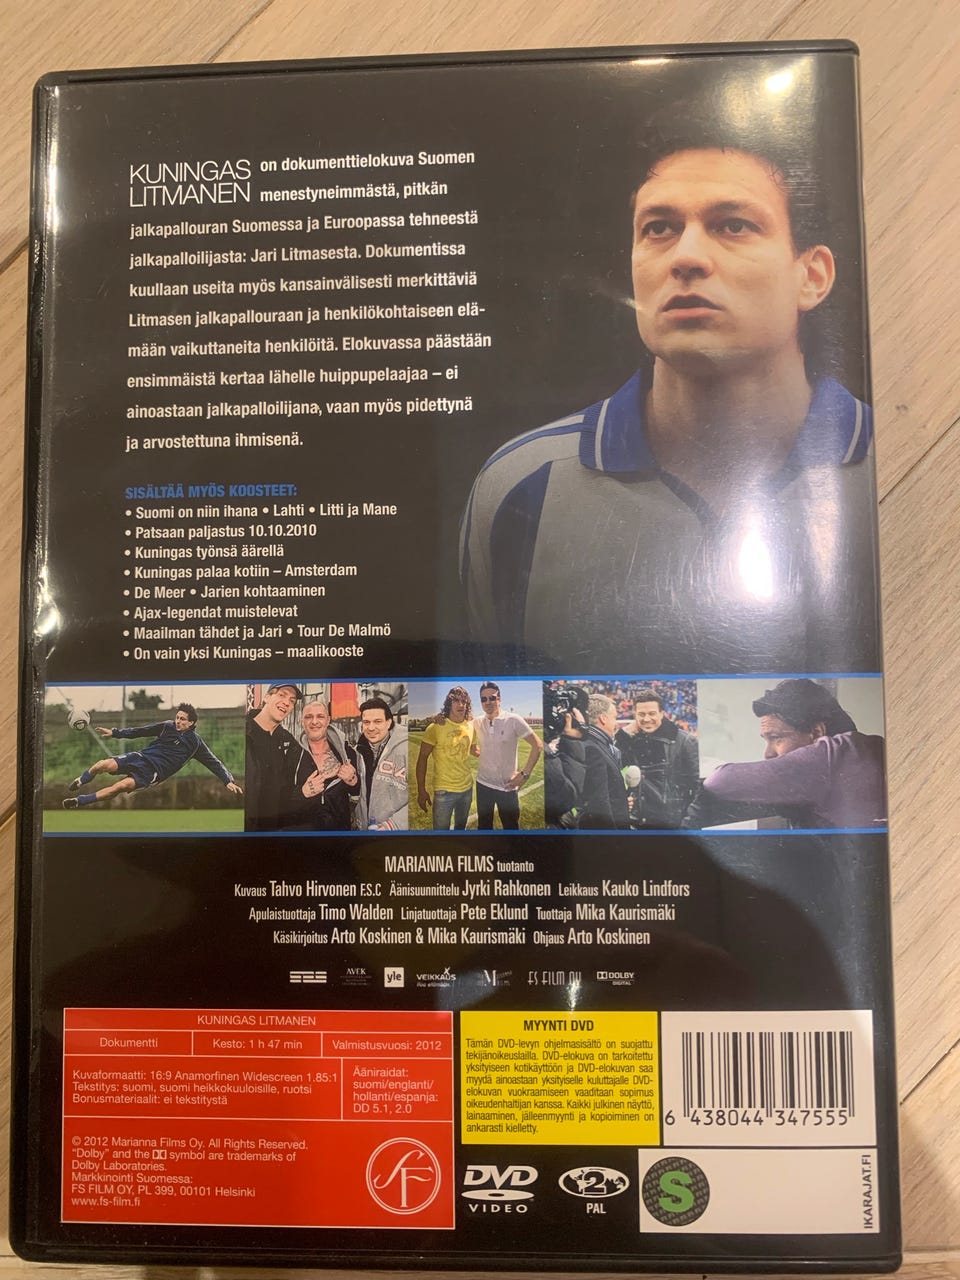 KUNINGAS LITMANEN on dokumenttielokuva Suomen
menestyneimmästä, pitkän
jalkapallouran Suomessa ja Euroopassa tehneestä
jalkapalloilijasta: Jari Litmasesta. Dokumentissa
kuullaan useita myös kansainvälisesti merkittäviä
Litmasen jalkapallouraan ja henkilökohtaiseen elä-
mään vaikuttaneita henkilöitä. Elokuvassa päästään
ensimmäistä kertaa lähelle huippupelaajaa – ei
ainoastaan jalkapalloilijana, vaan myös pidettynä
ja arvostettuna ihmisenä.
SISÄLTÄÄ MYÖS KOOSTEET:
• Suomi on niin ihana • Lahti • Litti ja Mane
• Patsaan paljastus 10.10.2010
• Kuningas työnsä äärellä
• Kuningas palaa kotiin – Amsterdam
• De Meer • Jarien kohtaaminen
• Ajax-legendat muistelevat
• Maailman tähdet ja Jari • Tour De Malmö
• On vain yksi Kuningas – maalikooste
MARIANNA FILMS tuotanto
Kuvaus Tahvo Hirvonen F.S.C Äänisuunnittelu Jyrki Rahkonen Leikkaus Kauko Lindfors
Apulaistuottaja Timo Walden Linjatuottaja Pete Eklund Tuottaja Mika Kaurismäki
Käsikirjoitus Arto Koskinen & Mika Kaurismäki Ohjaus Arto Koskinen
AVEK yle VEIKKAUS FS FILM OY DOLBY DIGITAL
KUNINGAS LITMANEN
Dokumentti Kesto: 1 h 47 min Valmistusvuosi: 2012
Kuvaformaatti: 16:9 Anamorfinen Widescreen 1.85:1
Tekstitys: suomi, suomi heikkokuuloisille, ruotsi
Bonusmateriaalit: ei tekstitystä
Ääniraidat:
suomi/englanti/
hollanti/espanja:
DD 5.1, 2.0
© 2012 Marianna Films Oy. All Rights Reserved.
"Dolby" and the symbol are trademarks of
Dolby Laboratories.
Markkinointi Suomessa:
FS FILM OY, PL 399, 00101 Helsinki
www.fs-film.fi
SF
MYYNTI DVD
Tämän DVD-levyn ohjelmasisältö on suojattu
tekijänoikeuslailla. DVD-elokuva on tarkoitettu
yksityiseen kotikäyttöön ja DVD-elokuvan saa
myydä ainoastaan yksityiselle kuluttajalle DVD-
elokuvan vuokraamiseen vaaditaan sopimus
oikeudenhaltijan kanssa. Kaikki julkinen näyttö,
lainaaminen, jälleenmyynti ja kopioiminen on
ankarasti kielletty.
6 438044 347555
DVD
VIDEO
2
PAL
S
IKARAJAT.FI